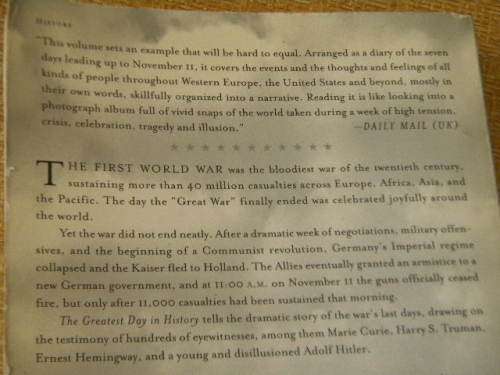 HISTORY
"This volume sets an example that will be hard to equal. Arranged as a diary of the seven
days leading up to November 11, it covers the events and the thoughts and feelings of all
kinds of people throughout Western Europe, the United States and beyond, mostly in
their own words, skillfully organized into a narrative. Reading it is like looking into a
photograph album full of vivid snaps of the world taken during a week of high tension,
crisis, celebration, tragedy and illusion." —DAILY MAIL (UK)
THE FIRST WORLD WAR was the bloodiest war of the twentieth century,
sustaining more than 40 million casualties across Europe, Africa, Asia, and
the Pacific. The day the "Great War" finally ended was celebrated joyfully around
the world.
Yet the war did not end neatly. After a dramatic week of negotiations, military offen-
sives, and the beginning of a Communist revolution, Germany's Imperial regime
collapsed and the Kaiser fled to Holland. The Allies eventually granted an armistice to a
new German government, and at 11:00 A.M. on November 11 the guns officially ceased
fire, but only after 11,000 casualties had been sustained that morning.
The Greatest Day in History tells the dramatic story of the war's last days, drawing on
the testimony of hundreds of eyewitnesses, among them Marie Curie, Harry S. Truman,
Ernest Hemingway, and a young and disillusioned Adolf Hitler.